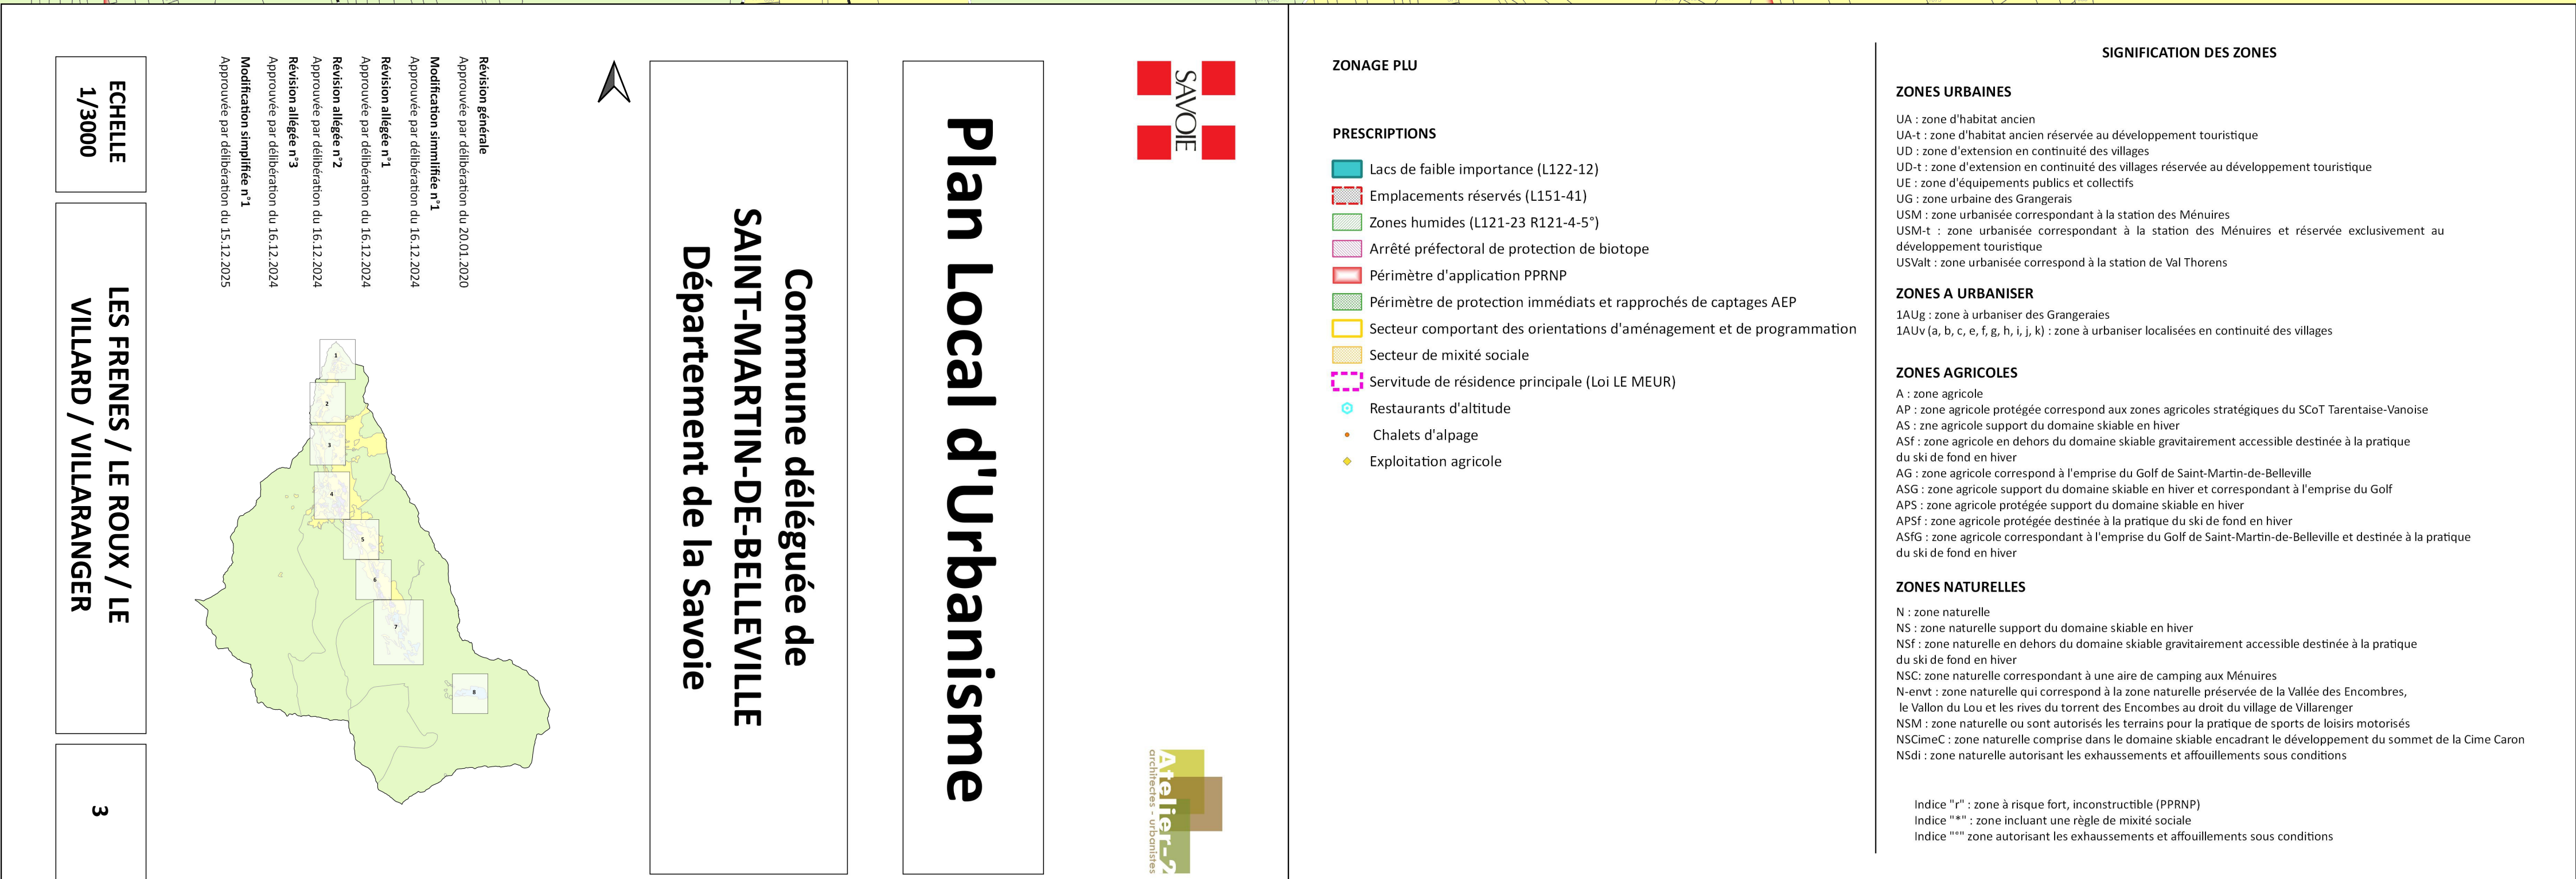 SAVOIE
Atelier-2
architectes - urbanistes
Plan Local d'Urbanisme
Commune déléguée de
SAINT-MARTIN-DE-BELLEVILLE
Département de la Savoie
Révision générale
Approuvée par délibération du 20.01.2020
Modification simmlifiée n°1
Approuvée par délibération du 16.12.2024
Révision allégée n°1
Approuvée par délibération du 16.12.2024
Révision allégée n°2
Approuvée par délibération du 16.12.2024
Révision allégée n°3
Approuvée par délibération du 16.12.2024
Modification simplifiée n°1
Approuvée par délibération du 15.12.2025
1
2
3
4
5
6
7
8
ECHELLE
1/3000
LES FRENES / LE ROUX / LE
VILLARD / VILLARANGER
3
ZONAGE PLU
PRESCRIPTIONS
Lacs de faible importance (L122-12)
Emplacements réservés (L151-41)
Zones humides (L121-23 R121-4-5°)
Arrêté préfectoral de protection de biotope
Périmètre d'application PPRNP
Périmètre de protection immédiats et rapprochés de captages AEP
Secteur comportant des orientations d'aménagement et de programmation
Secteur de mixité sociale
Servitude de résidence principale (Loi LE MEUR)
Restaurants d'altitude
Chalets d'alpage
Exploitation agricole
SIGNIFICATION DES ZONES
ZONES URBAINES
UA : zone d'habitat ancien
UA-t : zone d'habitat ancien réservée au développement touristique
UD : zone d'extension en continuité des villages
UD-t : zone d'extension en continuité des villages réservée au développement touristique
UE : zone d'équipements publics et collectifs
UG : zone urbaine des Grangerais
USM : zone urbanisée correspondant à la station des Ménuires
USM-t : zone urbanisée correspondant à la station des Ménuires et réservée exclusivement au
développement touristique
USValt : zone urbanisée correspond à la station de Val Thorens
ZONES A URBANISER
1AUg : zone à urbaniser des Grangeraies
1AUv (a, b, c, e, f, g, h, i, j, k) : zone à urbaniser localisées en continuité des villages
ZONES AGRICOLES
A : zone agricole
AP : zone agricole protégée correspond aux zones agricoles stratégiques du SCoT Tarentaise-Vanoise
AS : zne agricole support du domaine skiable en hiver
ASf : zone agricole en dehors du domaine skiable gravitairement accessible destinée à la pratique
du ski de fond en hiver
AG : zone agricole correspond à l'emprise du Golf de Saint-Martin-de-Belleville
ASG : zone agricole support du domaine skiable en hiver et correspondant à l'emprise du Golf
APS : zone agricole protégée support du domaine skiable en hiver
APSf : zone agricole protégée destinée à la pratique du ski de fond en hiver
ASfG : zone agricole correspondant à l'emprise du Golf de Saint-Martin-de-Belleville et destinée à la pratique
du ski de fond en hiver
ZONES NATURELLES
N : zone naturelle
NS : zone naturelle support du domaine skiable en hiver
NSf : zone naturelle en dehors du domaine skiable gravitairement accessible destinée à la pratique
du ski de fond en hiver
NSC: zone naturelle correspondant à une aire de camping aux Ménuires
N-envt : zone naturelle qui correspond à la zone naturelle préservée de la Vallée des Encombres,
le Vallon du Lou et les rives du torrent des Encombes au droit du village de Villarenger
NSM : zone naturelle ou sont autorisés les terrains pour la pratique de sports de loisirs motorisés
NSCimeC : zone naturelle comprise dans le domaine skiable encadrant le développement du sommet de la Cime Caron
NSdi : zone naturelle autorisant les exhaussements et affouillements sous conditions
Indice "r" : zone à risque fort, inconstructible (PPRNP)
Indice "*" : zone incluant une règle de mixité sociale
Indice "°" zone autorisant les exhaussements et affouillements sous conditions